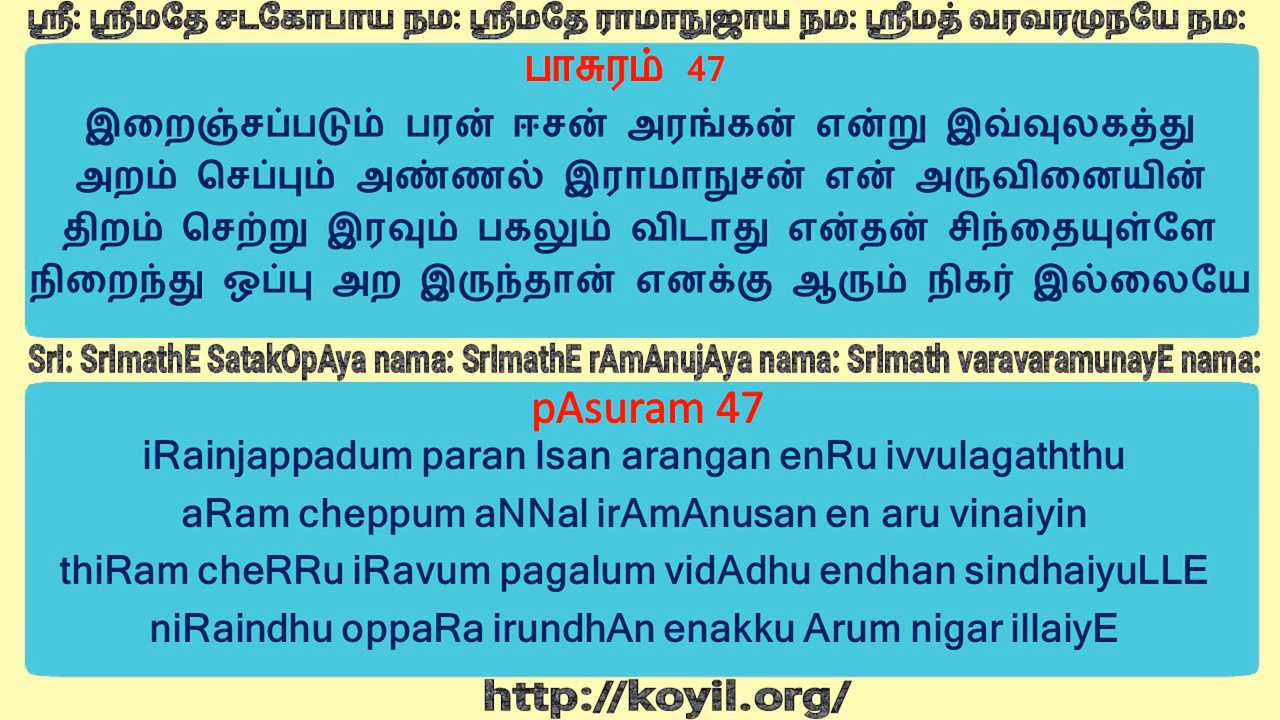 ஸ்ரீ: ஸ்ரீமதே சடகோபாய நம: ஸ்ரீமதே ராமாநுஜாய நம: ஸ்ரீமத் வரவரமுநயே நம:
பாசுரம் 47
இறைஞ்சப்படும் பரன் ஈசன் அரங்கன் என்று இவ்வுலகத்து
அறம் செப்பும் அண்ணல் இராமாநுசன் என் அருவினையின்
திறம் செற்று இரவும் பகலும் விடாது என்தன் சிந்தையுள்ளே
நிறைந்து ஒப்பு அற இருந்தான் எனக்கு ஆரும் நிகர் இல்லையே
SrI: SrImathE SatakOpAya nama: SrImathE rAmAnujAya nama: SrImath varavaramunayE nama:
pAsuram 47
iRainjappadum paran Isan arangan enRu ivvulagaththu
aRam cheppum aNNal irAmAnusan en aru vinaiyin
thiRam cheRRu iRavum pagalum vidAdhu endhan sindhaiyuLLE
niRaindhu oppaRa irundhAn enakku Arum nigar illaiyE
http://koyil.org/